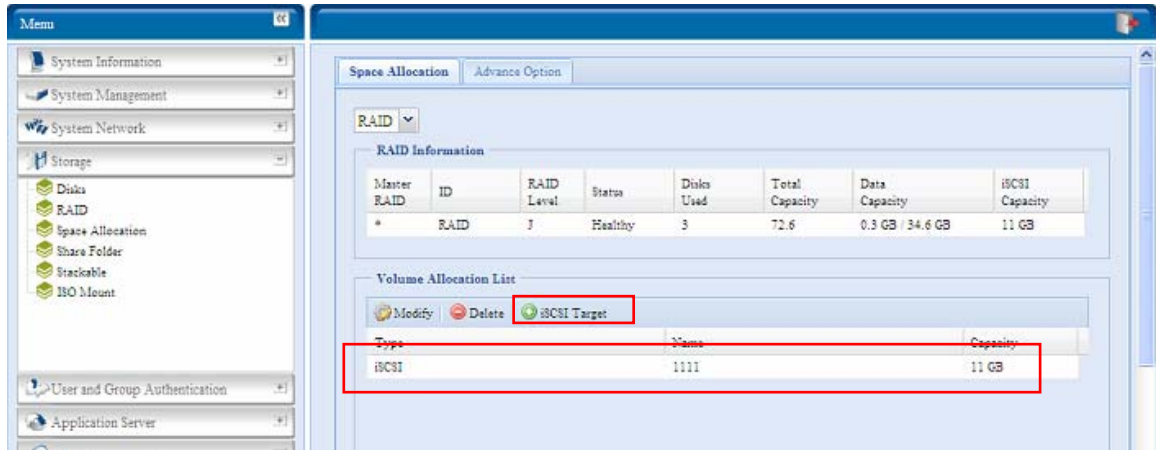 Menu
System Information
System Management
System Network
Storage
Disks
RAID
Space Allocation
Share Folder
Stackable
ISO Mount
User and Group Authentication
Application Server
Space Allocation Advance Option
RAID
RAID Information
Master RAID ID RAID Level Status Disks Used Total Capacity Data Capacity iSCSI Capacity
* RAID J Healthy 3 72.6 0.3 GB / 34.6 GB 11 GB
Volume Allocation List
Modify Delete iSCSI Target
Type Name Capacity
iSCSI 1111 11 GB